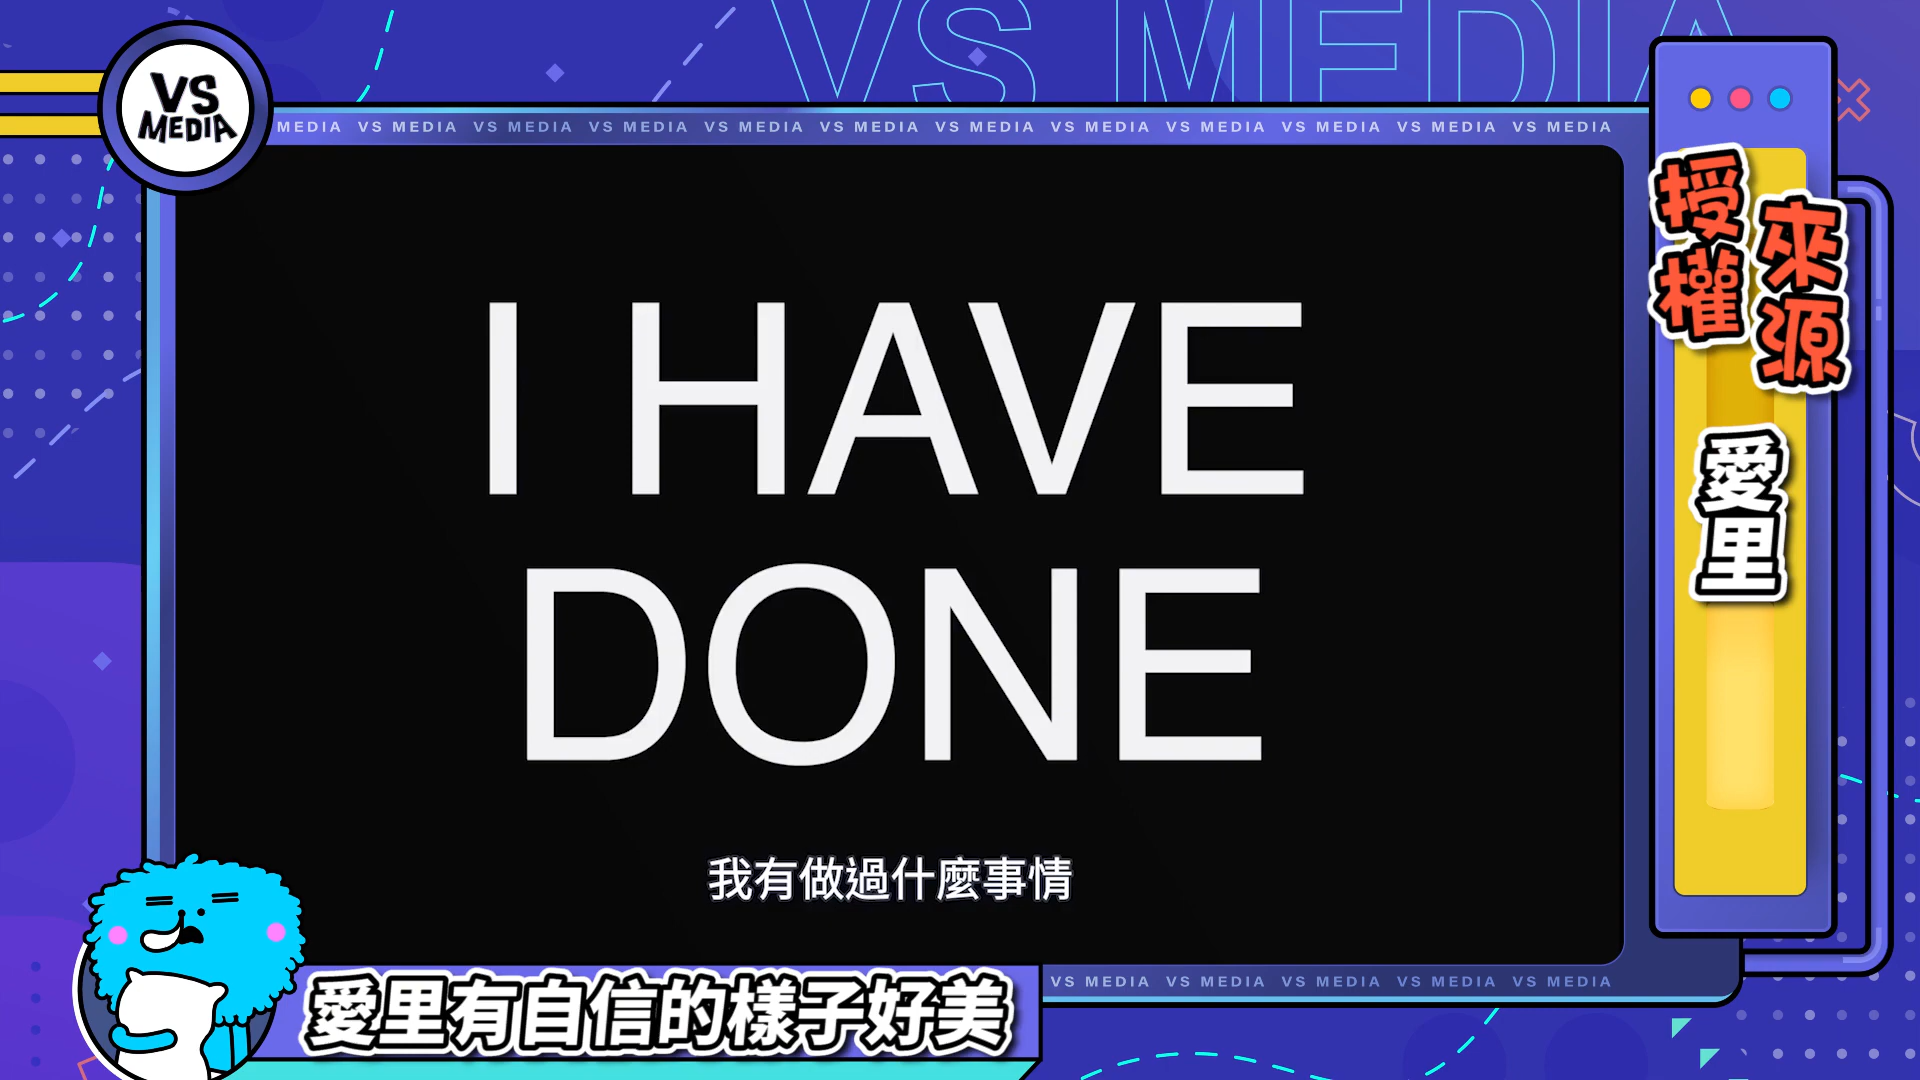 VS MEDIA
VS
MEDIA
MEDIA VS MEDIA VS MEDIA VS MEDIA VS MEDIA VS MEDIA VS MEDIA VS MEDIA VS MEDIA VS MEDIA VS MEDIA VS MEDIA
授權
來源
愛里
I HAVE
DONE
我有做過什麼事情
VS MEDIA VS MEDIA VS MEDIA VS MEDIA VS MEDIA
愛里有自信的樣子好美